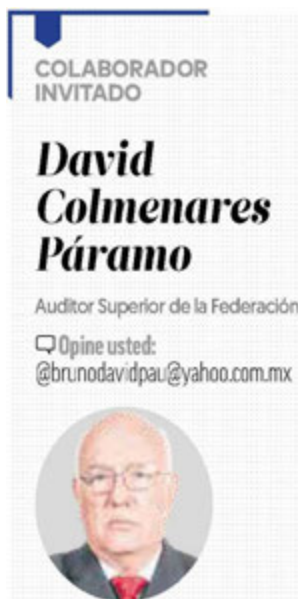 COLABORADOR
INVITADO
David
Colmenares
Páramo
Auditor Superior de la Federación
Opine usted:
@brunodavidpau@yahoo.com.mx